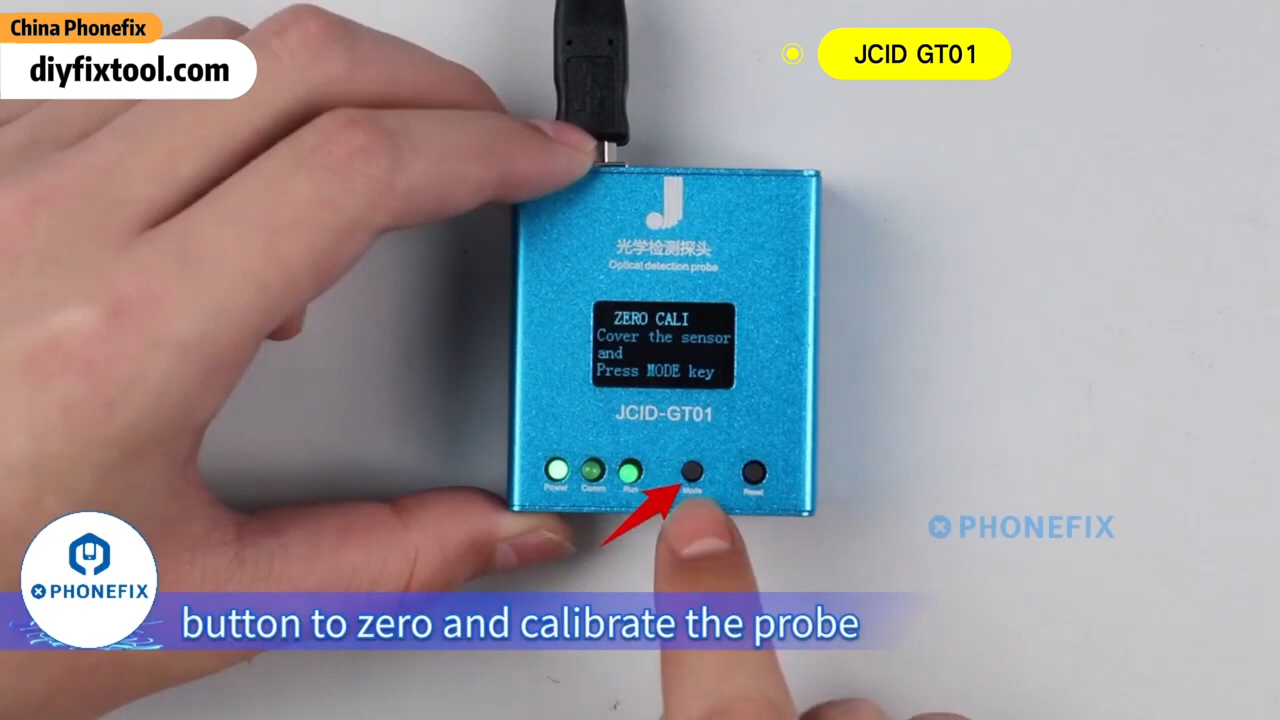 China Phonefix
diyfixtool.com
JCID GT01
J
光学检测探头
Optical detection probe
ZERO CALI
Cover the sensor
and
Press MODE key
JCID-GT01
Power Comm Run Mode Reset
PHONEFIX
PHONEFIX
button to zero and calibrate the probe